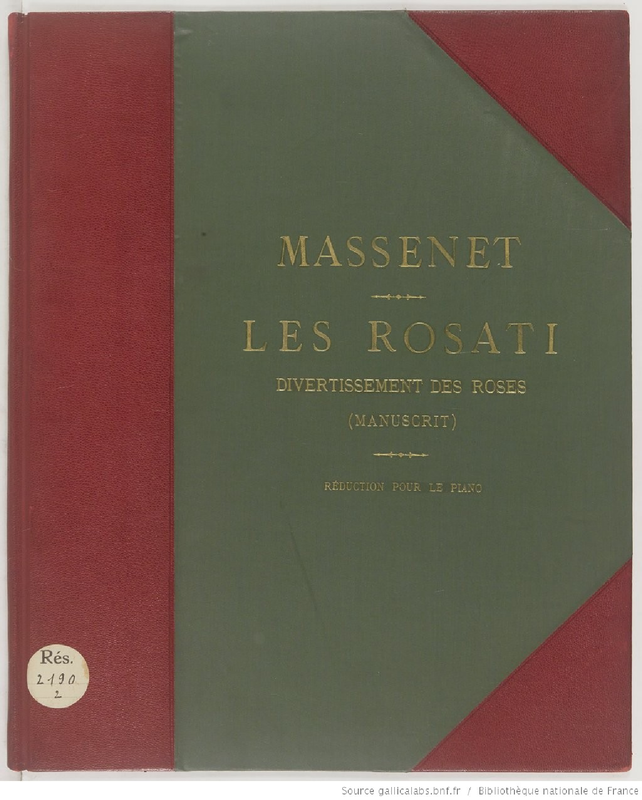 MASSENET
LES ROSATI
DIVERTISSEMENT DES ROSES
(MANUSCRIT)
RÉDUCTION POUR LE PIANO
Rés.
2190
2
Source gallicalabs.bnf.fr / Bibliothèque nationale de France